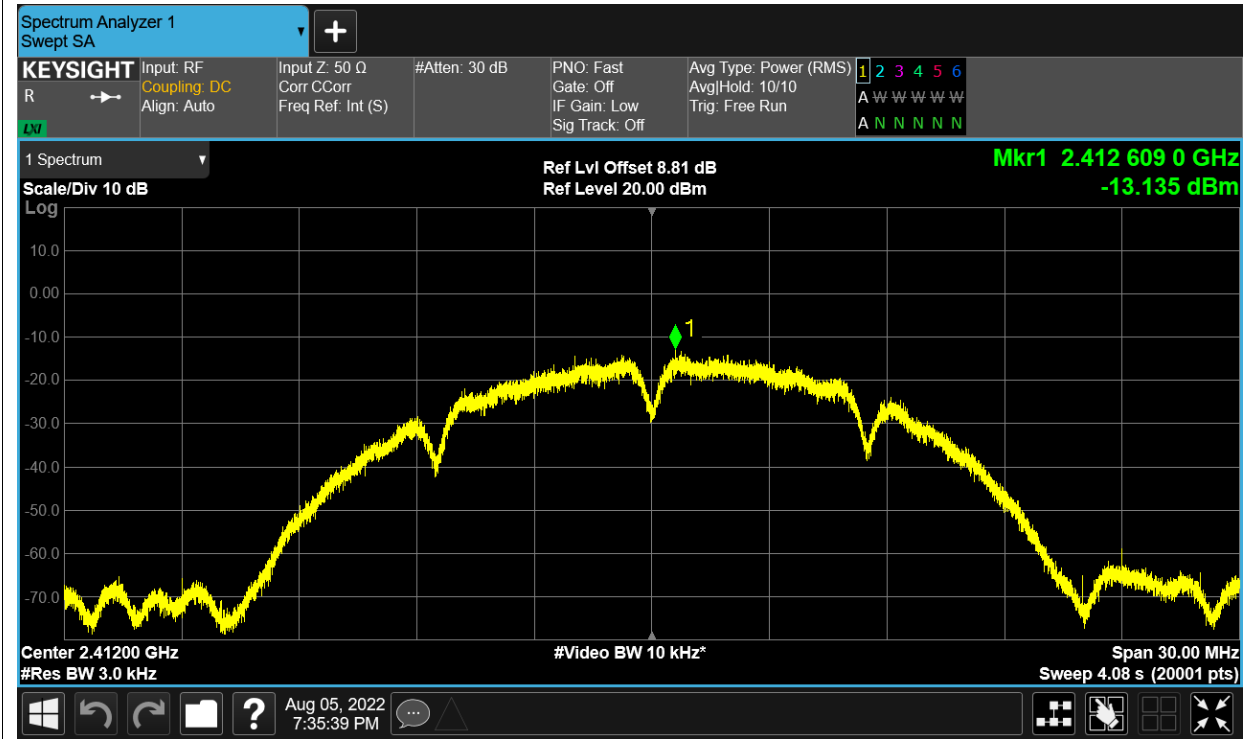 Spectrum Analyzer 1
Swept SA
+
KEYSIGHT
R
LXI
Input: RF
Coupling: DC
Align: Auto
Input Z: 50 Ω
Corr CCorr
Freq Ref: Int (S)
#Atten: 30 dB
PNO: Fast
Gate: Off
IF Gain: Low
Sig Track: Off
Avg Type: Power (RMS)
Avg|Hold: 10/10
Trig: Free Run
1 2 3 4 5 6
A W W W W W
A N N N N N
1 Spectrum
Scale/Div 10 dB
Log
Ref Lvl Offset 8.81 dB
Ref Level 20.00 dBm
Mkr1 2.412 609 0 GHz
-13.135 dBm
10.0
0.00
-10.0
-20.0
-30.0
-40.0
-50.0
-60.0
-70.0
1
Center 2.41200 GHz
#Res BW 3.0 kHz
#Video BW 10 kHz*
Span 30.00 MHz
Sweep 4.08 s (20001 pts)
?
Aug 05, 2022
7:35:39 PM